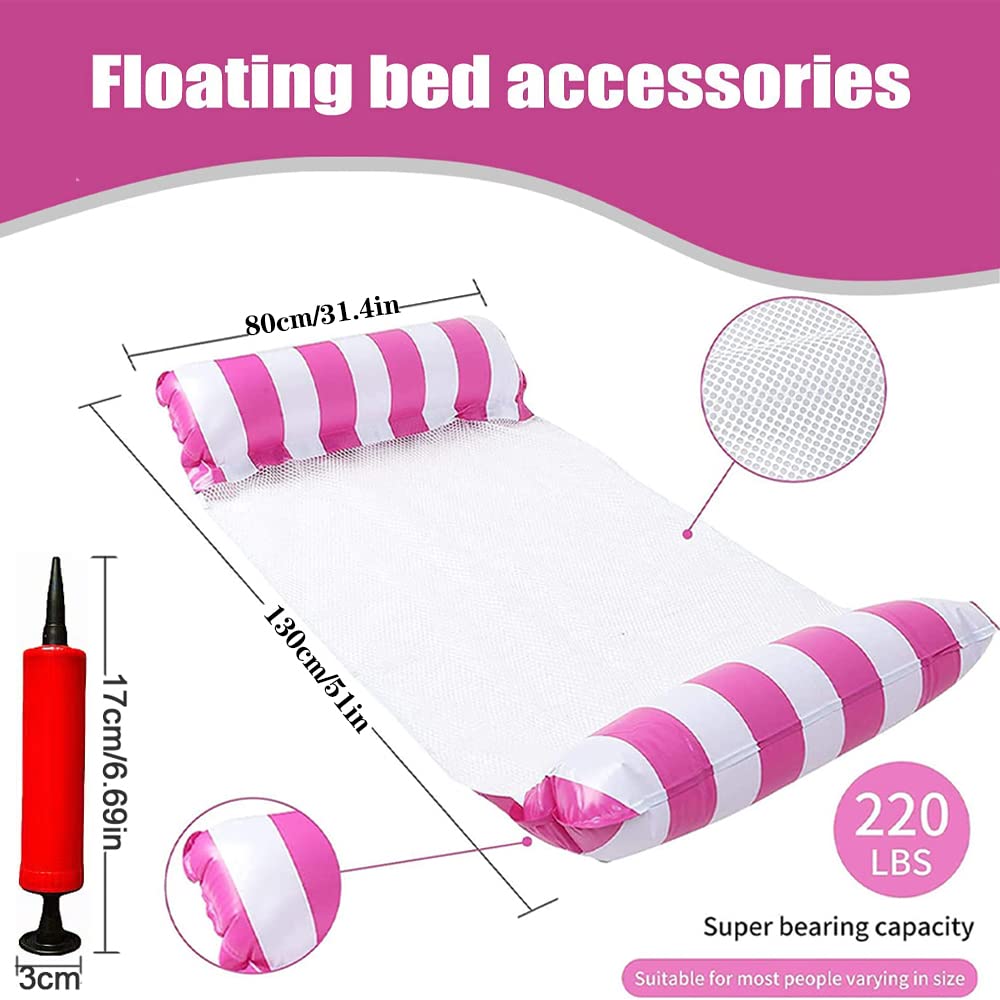 Floating bed accessories
80cm/31.4in
130cm/51in
17cm/6.69in
3cm
220
LBS
Super bearing capacity
Suitable for most people varying in size